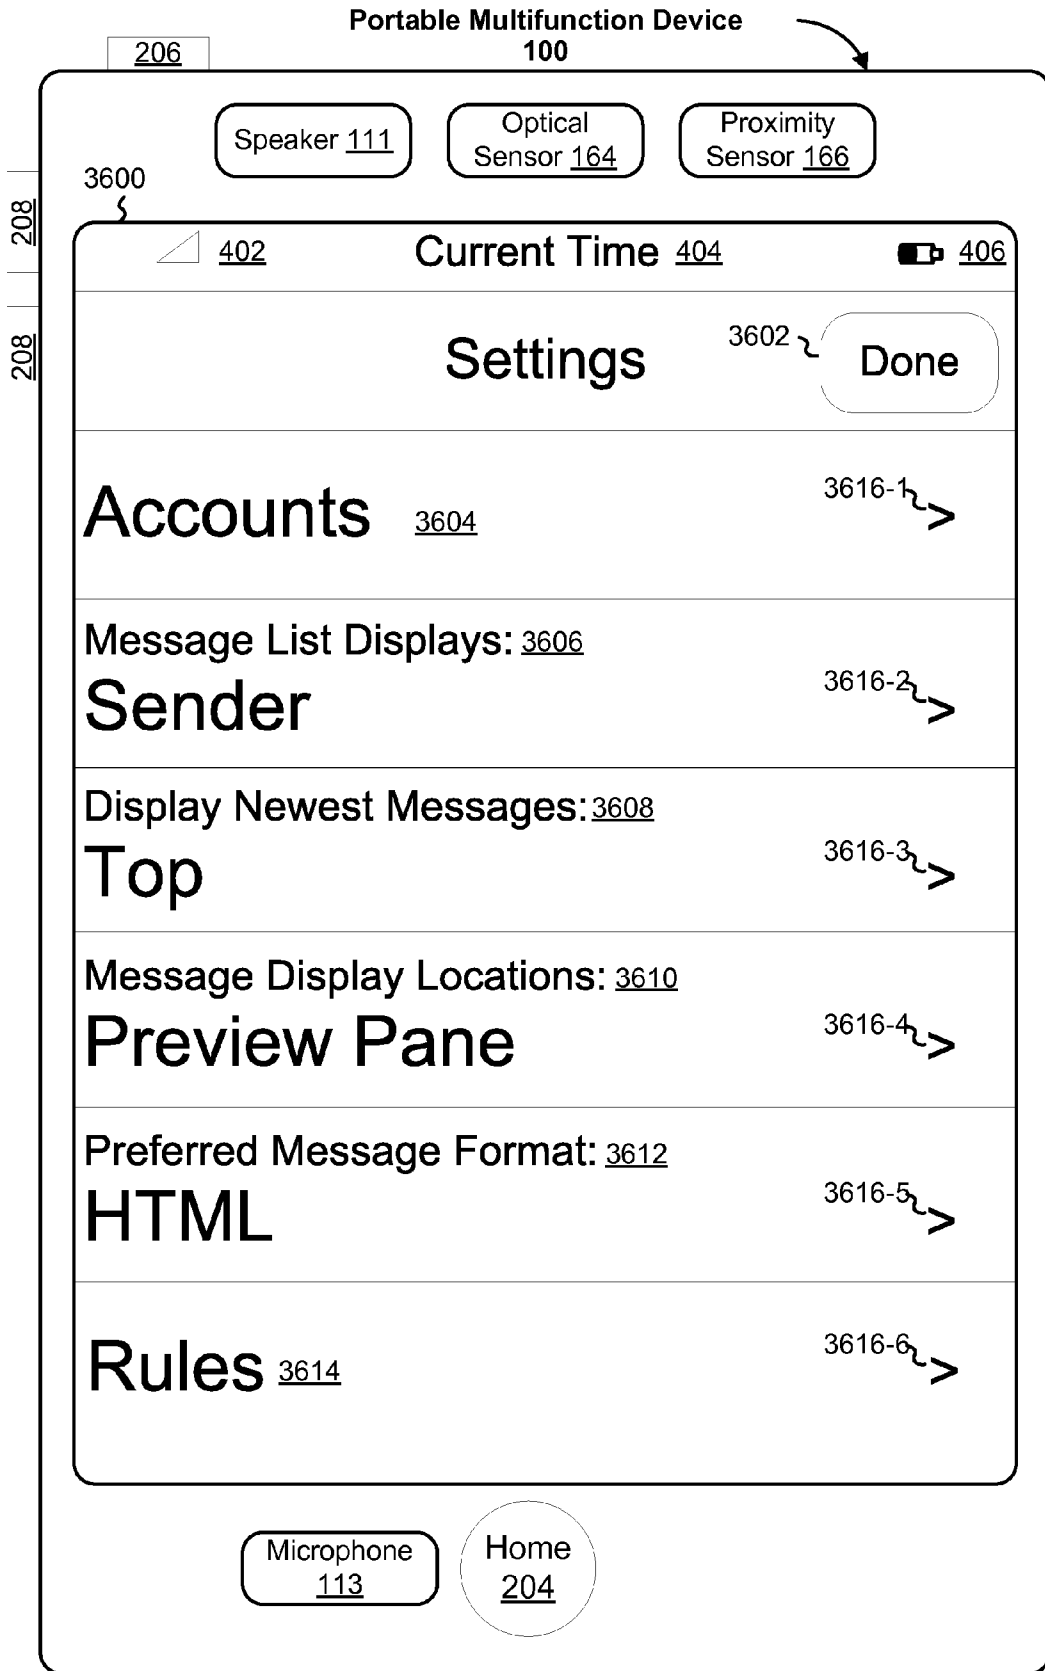 Portable Multifunction Device
100
206
Speaker 111
Optical
Sensor 164
Proximity
Sensor 166
3600
208
208
402
Current Time 404
406
Settings
3602
Done
Accounts 3604
3616-1
>
Message List Displays: 3606
Sender
3616-2
>
Display Newest Messages: 3608
Top
3616-3
>
Message Display Locations: 3610
Preview Pane
3616-4
>
Preferred Message Format: 3612
HTML
3616-5
>
Rules 3614
3616-6
>
Microphone
113
Home
204